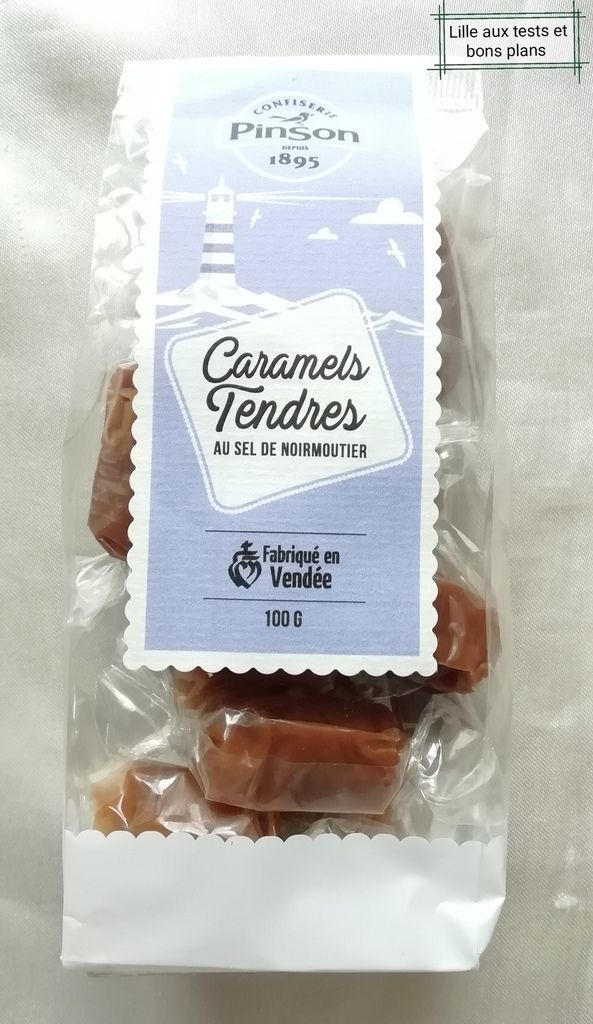 Lille aux tests et
bons plans
CONFISERIE
Pinson
DEPUIS
1895
Caramels
Tendres
AU SEL DE NOIRMOUTIER
Fabriqué en
Vendée
100 G